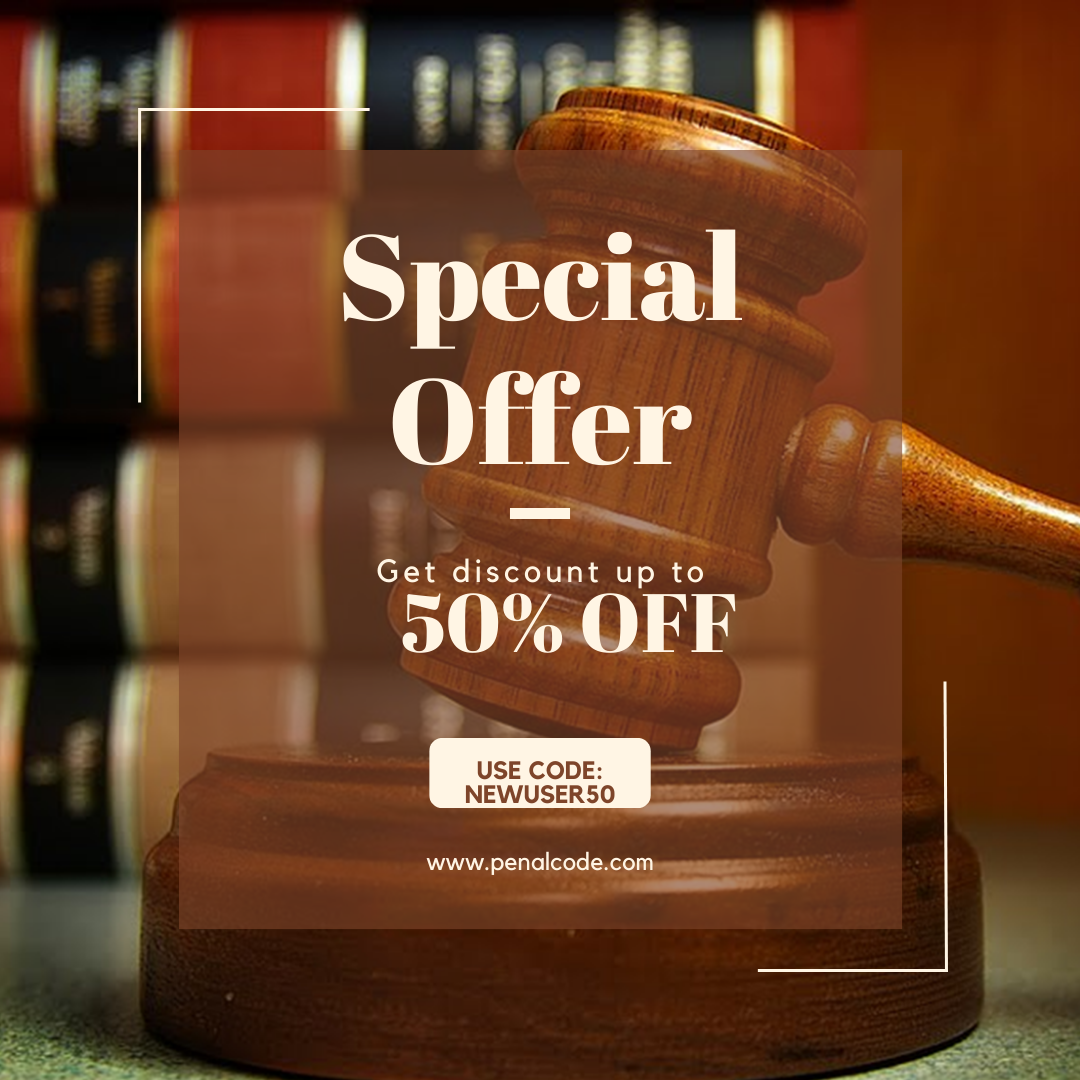 Special
Offer
Get discount up to
50% OFF
USE CODE:
NEWUSER50
www.penalcode.com